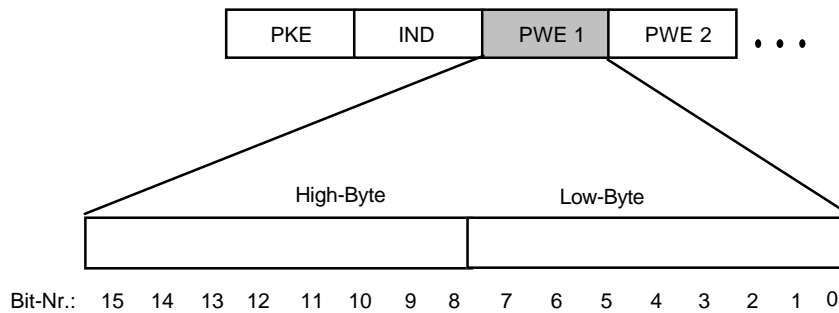 PKE IND PWE 1 PWE 2 • • •
High-Byte Low-Byte
Bit-Nr.: 15 14 13 12 11 10 9 8 7 6 5 4 3 2 1 0